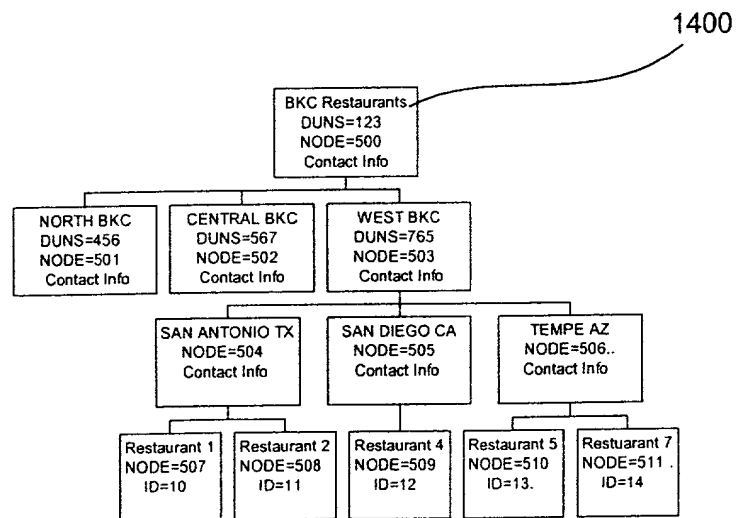 1400
BKC Restaurants
DUNS=123
NODE=500
Contact Info
NORTH BKC
DUNS=456
NODE=501
Contact Info
CENTRAL BKC
DUNS=567
NODE=502
Contact Info
WEST BKC
DUNS=765
NODE=503
Contact Info
SAN ANTONIO TX
NODE=504
Contact Info
SAN DIEGO CA
NODE=505
Contact Info
TEMPE AZ
NODE=506..
Contact Info
Restaurant 1
NODE=507
ID=10
Restaurant 2
NODE=508
ID=11
Restaurant 4
NODE=509
ID=12
Restaurant 5
NODE=510
ID=13.
Restuarant 7
NODE=511 .
ID=14